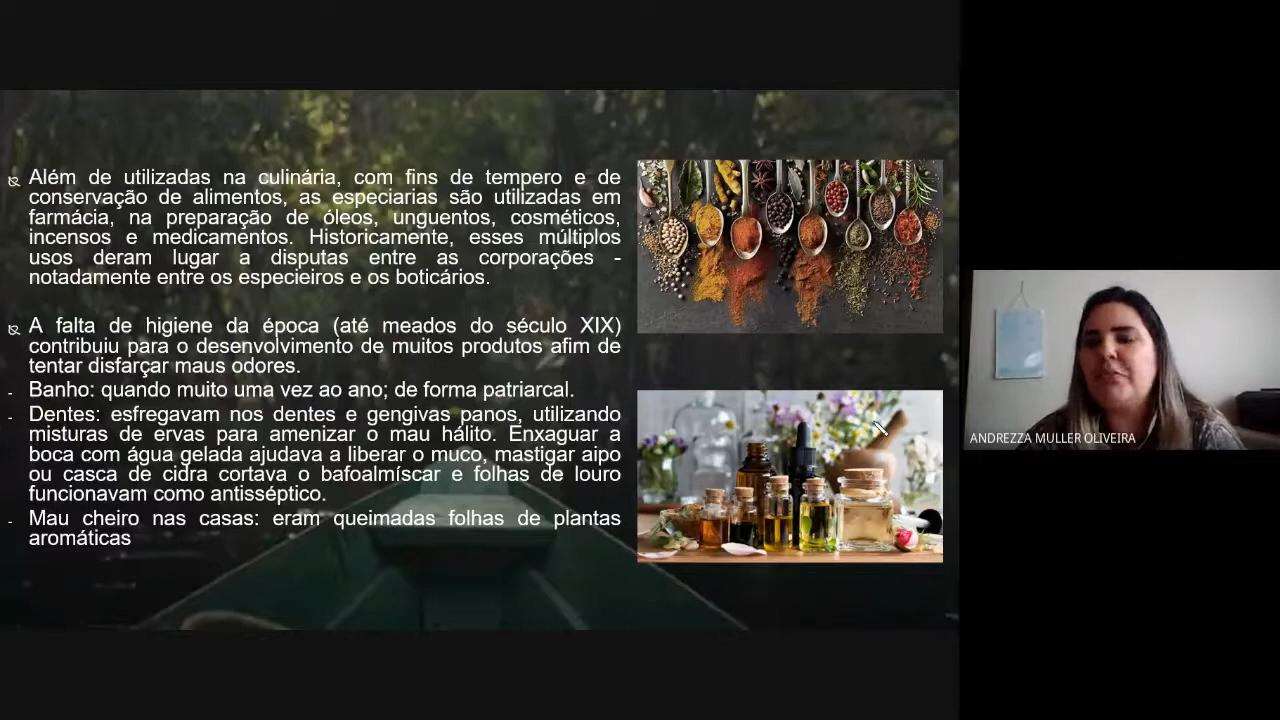 Além de utilizadas na culinária, com fins de tempero e de
conservação de alimentos, as especiarias são utilizadas em
farmácia, na preparação de óleos, unguentos, cosméticos,
incensos e medicamentos. Historicamente, esses múltiplos
usos deram lugar a disputas entre as corporações -
notadamente entre os especieiros e os boticários.
A falta de higiene da época (até meados do século XIX)
contribuiu para o desenvolvimento de muitos produtos afim de
tentar disfarçar maus odores.
- Banho: quando muito uma vez ao ano; de forma patriarcal.
- Dentes: esfregavam nos dentes e gengivas panos, utilizando
misturas de ervas para amenizar o mau hálito. Enxaguar a
boca com água gelada ajudava a liberar o muco, mastigar aipo
ou casca de cidra cortava o bafoalmíscar e folhas de louro
funcionavam como antisséptico.
- Mau cheiro nas casas: eram queimadas folhas de plantas
aromáticas
ANDREZZA MULLER OLIVEIRA